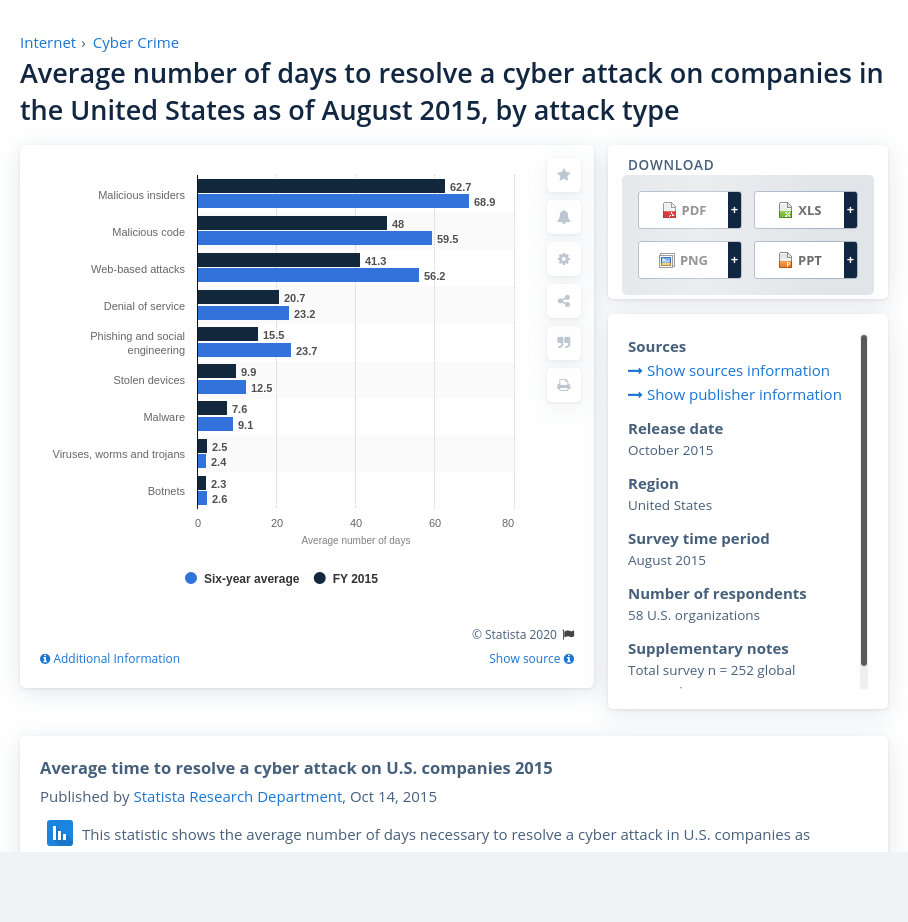 Internet › Cyber Crime
Average number of days to resolve a cyber attack on companies in
the United States as of August 2015, by attack type
Malicious insiders
62.7
68.9
Malicious code
48
59.5
Web-based attacks
41.3
56.2
Denial of service
20.7
23.2
Phishing and social
engineering
15.5
23.7
Stolen devices
9.9
12.5
Malware
7.6
9.1
Viruses, worms and trojans
2.5
2.4
Botnets
2.3
2.6
0 20 40 60 80
Average number of days
Six-year average FY 2015
© Statista 2020
Additional Information
Show source
DOWNLOAD
PDF + XLS +
PNG + PPT +
Sources
Show sources information
Show publisher information
Release date
October 2015
Region
United States
Survey time period
August 2015
Number of respondents
58 U.S. organizations
Supplementary notes
Total survey n = 252 global
Average time to resolve a cyber attack on U.S. companies 2015
Published by Statista Research Department, Oct 14, 2015
This statistic shows the average number of days necessary to resolve a cyber attack in U.S. companies as